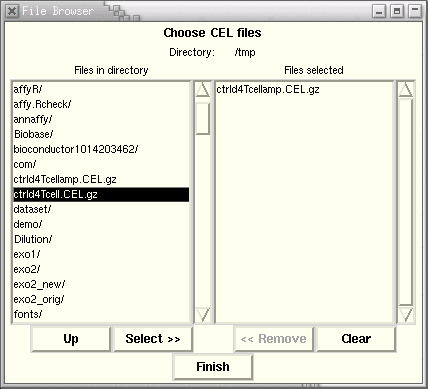 File Browser
Choose CEL files
Directory: /tmp
Files in directory
affyR/
affy.Rcheck/
annaffy/
Biobase/
bioconductor1014203462/
com/
ctrld4Tcellamp.CEL.gz
ctrld4Tcell.CEL.gz
dataset/
demo/
Dilution/
exo1/
exo2/
exo2_new/
exo2_orig/
fonts/
Files selected
ctrld4Tcellamp.CEL.gz
Up
Select >>
<< Remove
Clear
Finish